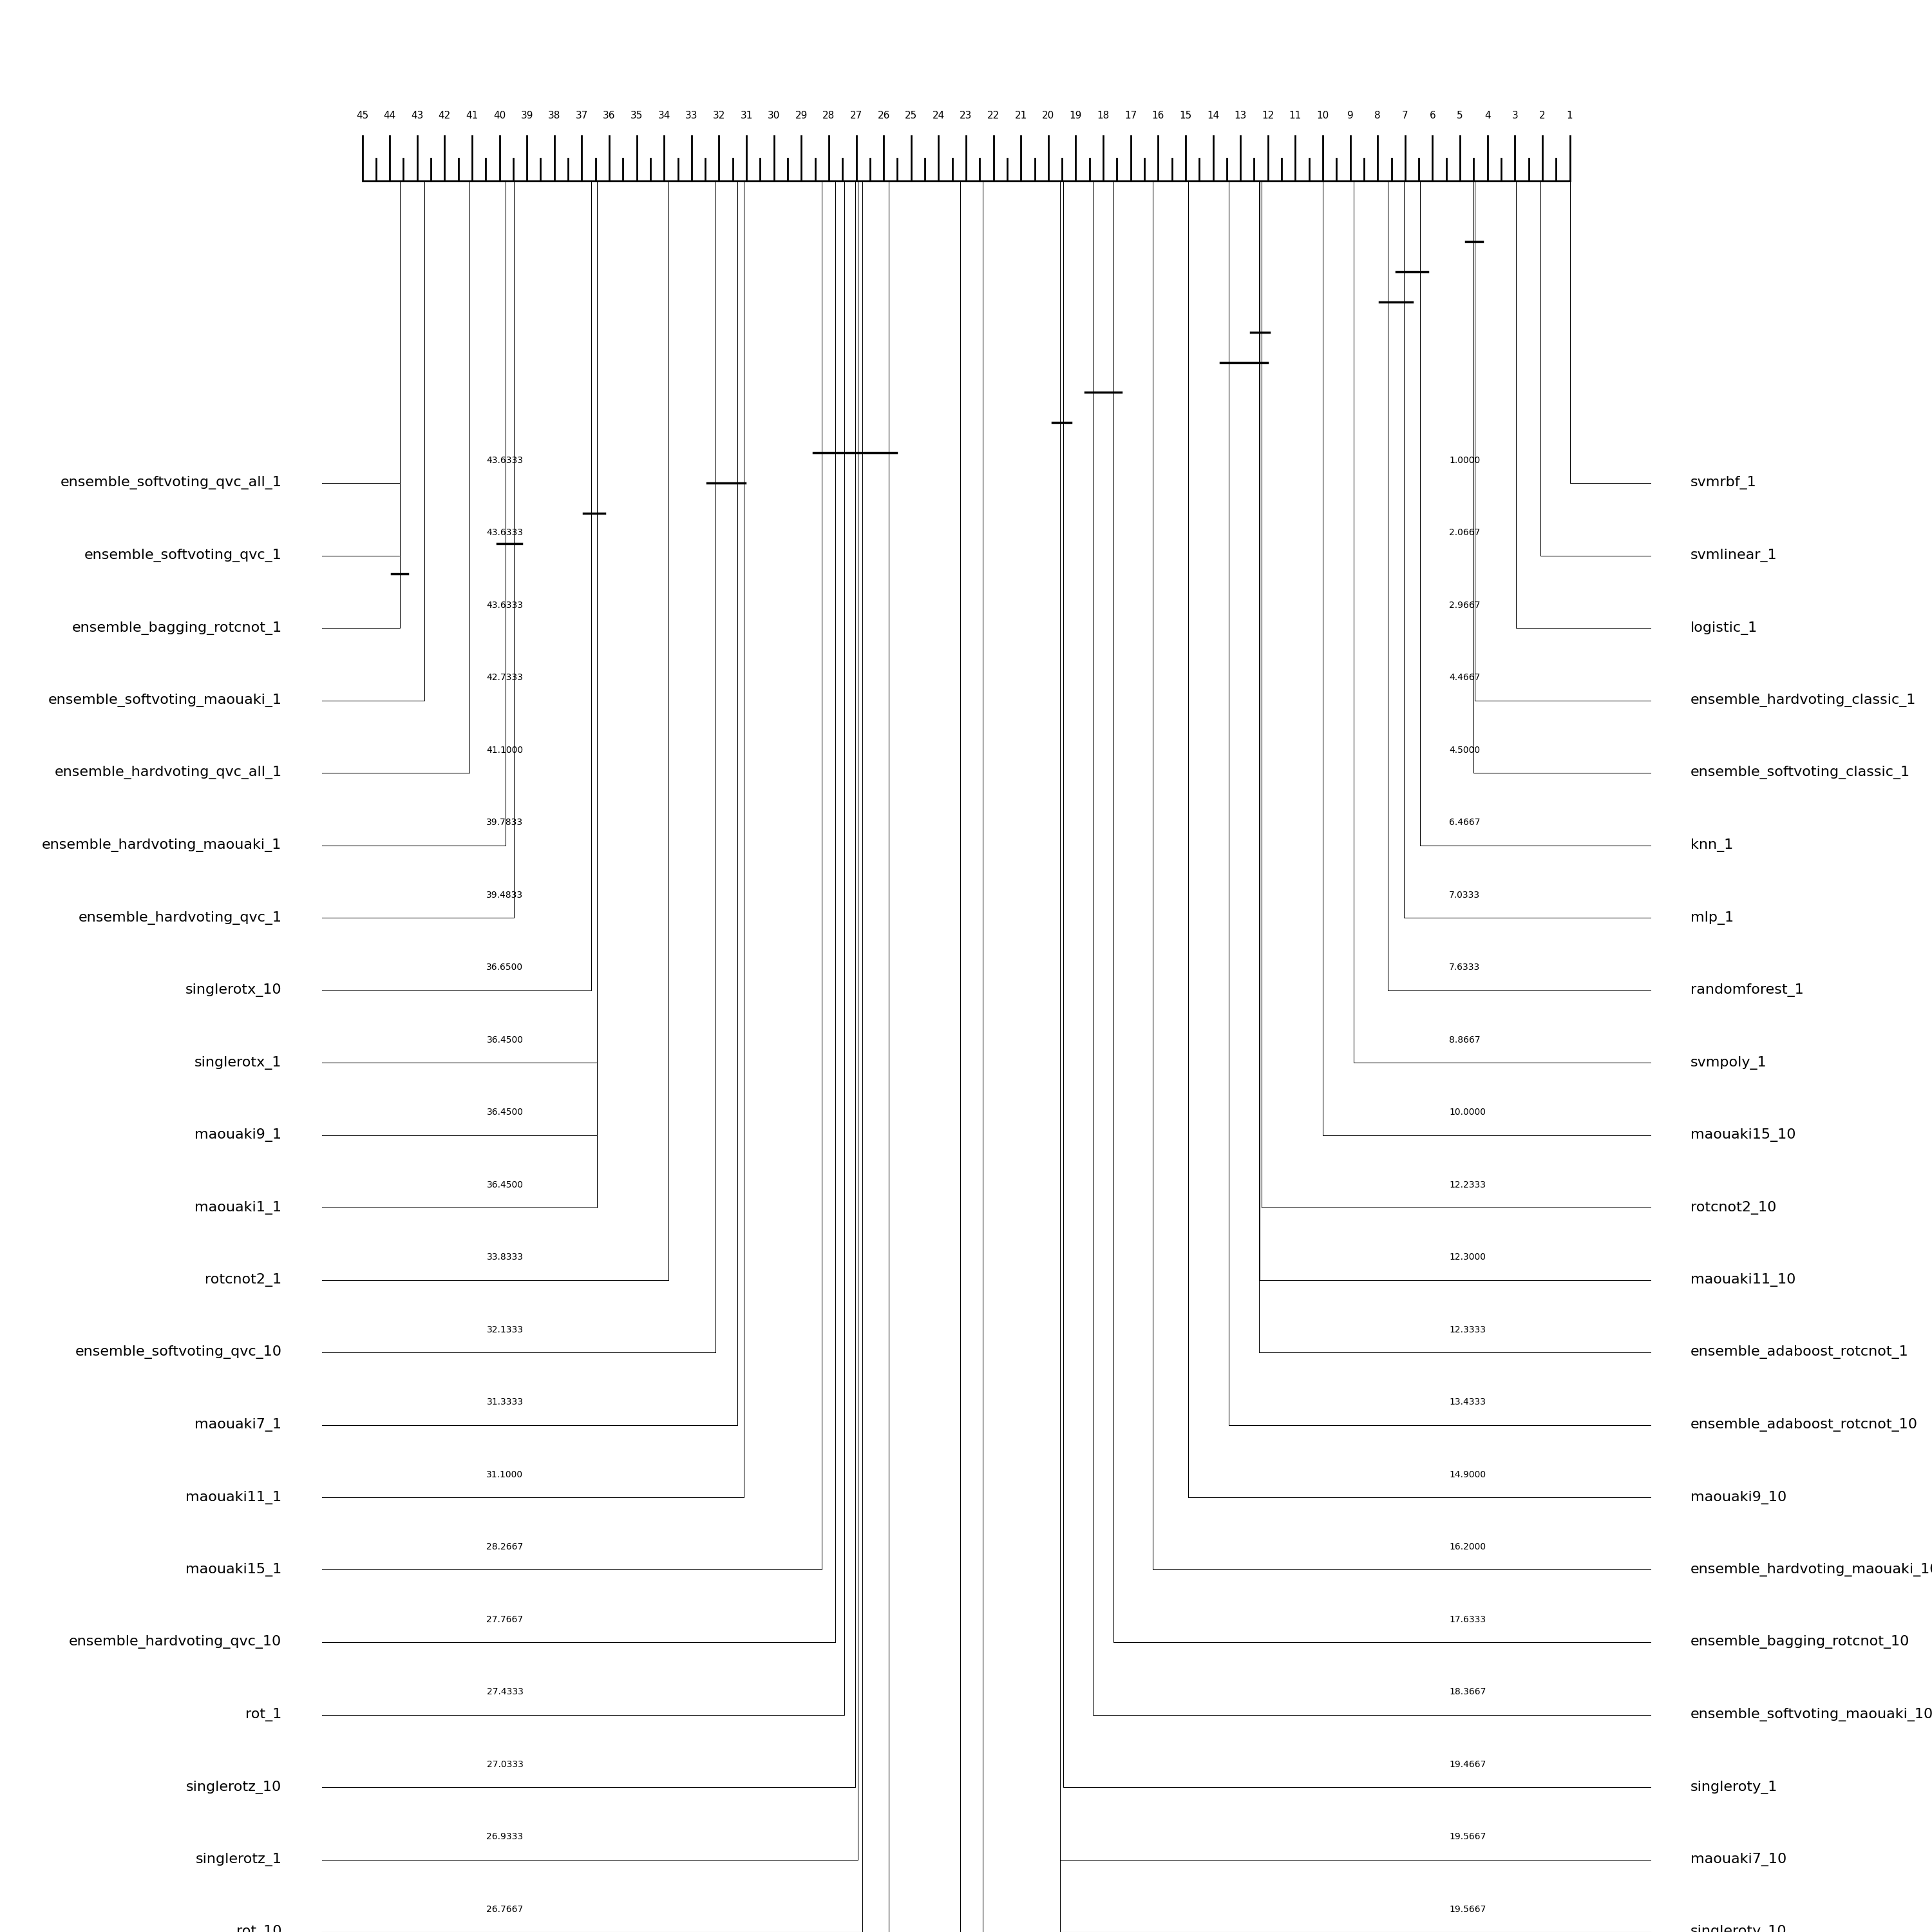 45 44 43 42 41 40 39 38 37 36 35 34 33 32 31 30 29 28 27 26 25 24 23 22 21 20 19 18 17 16 15 14 13 12 11 10 9 8 7 6 5 4 3 2 1
43.6333 1.0000
ensemble_softvoting_qvc_all_1 svmrbf_1
43.6333 2.0667
ensemble_softvoting_qvc_1 svmlinear_1
43.6333 2.9667
ensemble_bagging_rotcnot_1 logistic_1
42.7333 4.4667
ensemble_softvoting_maouaki_1 ensemble_hardvoting_classic_1
41.1000 4.5000
ensemble_hardvoting_qvc_all_1 ensemble_softvoting_classic_1
39.7833 6.4667
ensemble_hardvoting_maouaki_1 knn_1
39.4833 7.0333
ensemble_hardvoting_qvc_1 mlp_1
36.6500 7.6333
singlerotx_10 randomforest_1
36.4500 8.8667
singlerotx_1 svmpoly_1
36.4500 10.0000
maouaki9_1 maouaki15_10
36.4500 12.2333
maouaki1_1 rotcnot2_10
33.8333 12.3000
rotcnot2_1 maouaki11_10
32.1333 12.3333
ensemble_softvoting_qvc_10 ensemble_adaboost_rotcnot_1
31.3333 13.4333
maouaki7_1 ensemble_adaboost_rotcnot_10
31.1000 14.9000
maouaki11_1 maouaki9_10
28.2667 16.2000
maouaki15_1 ensemble_hardvoting_maouaki_10
27.7667 17.6333
ensemble_hardvoting_qvc_10 ensemble_bagging_rotcnot_10
27.4333 18.3667
rot_1 ensemble_softvoting_maouaki_10
27.0333 19.4667
singlerotz_10 singleroty_1
26.9333 19.5667
singlerotz_1 maouaki7_10
26.7667 19.5667
rot_10 singleroty_10